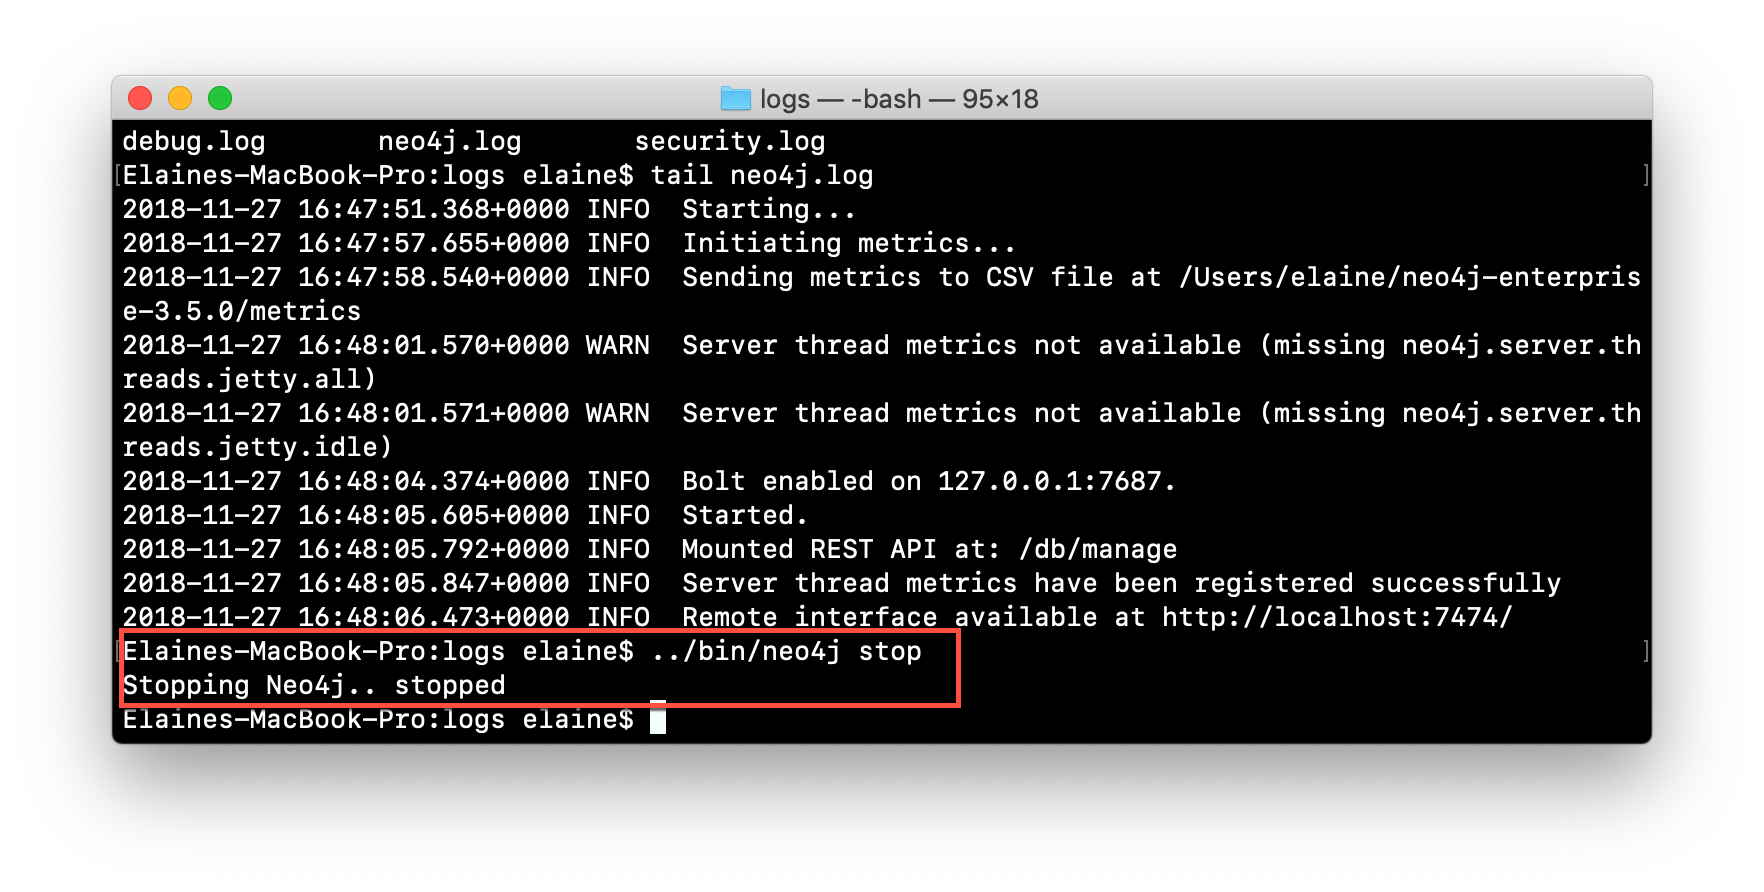 logs — -bash — 95×18
debug.log       neo4j.log       security.log
[Elaines-MacBook-Pro:logs elaine$ tail neo4j.log ]
2018-11-27 16:47:51.368+0000 INFO  Starting...
2018-11-27 16:47:57.655+0000 INFO  Initiating metrics...
2018-11-27 16:47:58.540+0000 INFO  Sending metrics to CSV file at /Users/elaine/neo4j-enterpris
e-3.5.0/metrics
2018-11-27 16:48:01.570+0000 WARN  Server thread metrics not available (missing neo4j.server.th
reads.jetty.all)
2018-11-27 16:48:01.571+0000 WARN  Server thread metrics not available (missing neo4j.server.th
reads.jetty.idle)
2018-11-27 16:48:04.374+0000 INFO  Bolt enabled on 127.0.0.1:7687.
2018-11-27 16:48:05.605+0000 INFO  Started.
2018-11-27 16:48:05.792+0000 INFO  Mounted REST API at: /db/manage
2018-11-27 16:48:05.847+0000 INFO  Server thread metrics have been registered successfully
2018-11-27 16:48:06.473+0000 INFO  Remote interface available at http://localhost:7474/
[Elaines-MacBook-Pro:logs elaine$ ../bin/neo4j stop ]
Stopping Neo4j.. stopped
Elaines-MacBook-Pro:logs elaine$